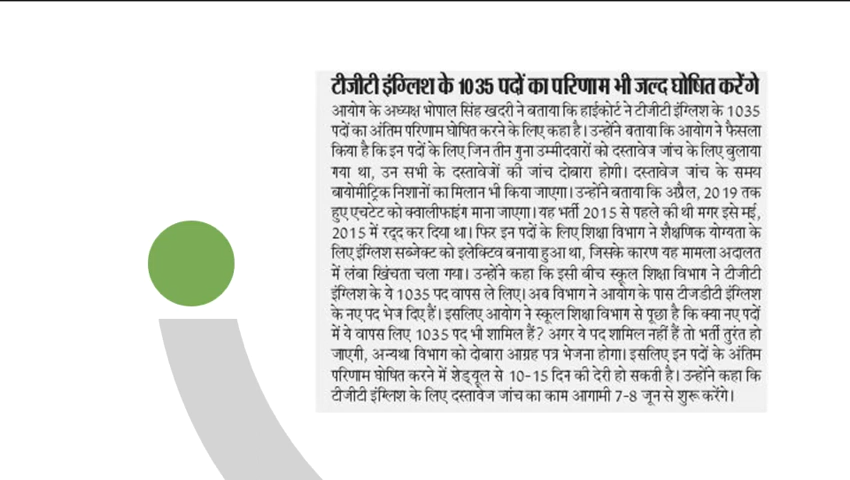 टीजीटी इंग्लिश के 1035 पदों का परिणाम भी जल्द घोषित करेंगे
आयोग के अध्यक्ष भोपाल सिंह खदरी ने बताया कि हाईकोर्ट ने टीजीटी इंग्लिश के 1035
पदों का अंतिम परिणाम घोषित करने के लिए कहा है। उन्होंने बताया कि आयोग ने फैसला
किया है कि इन पदों के लिए जिन तीन गुना उम्मीदवारों को दस्तावेज जांच के लिए बुलाया
गया था, उन सभी के दस्तावेजों की जांच दोबारा होगी। दस्तावेज जांच के समय
बायोमीट्रिक निशानों का मिलान भी किया जाएगा। उन्होंने बताया कि अप्रैल, 2019 तक
हुए एचटेट को क्वालीफाइंग माना जाएगा। यह भर्ती 2015 से पहले की थी मगर इसे मई,
2015 में रद्द कर दिया था। फिर इन पदों के लिए शिक्षा विभाग ने शैक्षणिक योग्यता के
लिए इंग्लिश सब्जेक्ट को इलेक्टिव बनाया हुआ था, जिसके कारण यह मामला अदालत
में लंबा खिंचता चला गया। उन्होंने कहा कि इसी बीच स्कूल शिक्षा विभाग ने टीजीटी
इंग्लिश के ये 1035 पद वापस ले लिए। अब विभाग ने आयोग के पास टीजडीटी इंग्लिश
के नए पद भेज दिए हैं। इसलिए आयोग ने स्कूल शिक्षा विभाग से पूछा है कि क्या नए पदों
में ये वापस लिए 1035 पद भी शामिल हैं? अगर ये पद शामिल नहीं हैं तो भर्ती तुरंत हो
जाएगी, अन्यथा विभाग को दोबारा आग्रह पत्र भेजना होगा। इसलिए इन पदों के अंतिम
परिणाम घोषित करने में शेड्यूल से 10-15 दिन की देरी हो सकती है। उन्होंने कहा कि
टीजीटी इंग्लिश के लिए दस्तावेज जांच का काम आगामी 7-8 जून से शुरू करेंगे।